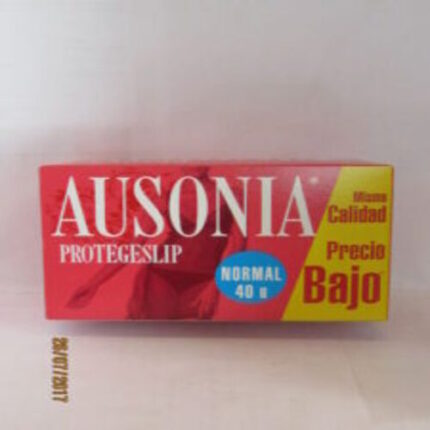 AUSONIA
PROTEGESLIP
NORMAL
40
Misma
Calidad
Precio
Bajo
26/07/2017